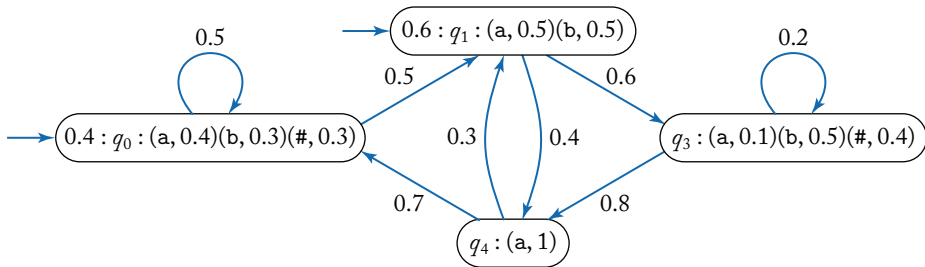 0.6 : q₁ : (a, 0.5)(b, 0.5)
0.5
0.2
0.5
0.6
0.4 : q₀ : (a, 0.4)(b, 0.3)(#, 0.3)
0.3
0.4
q₃ : (a, 0.1)(b, 0.5)(#, 0.4)
0.7
0.8
q₄ : (a, 1)